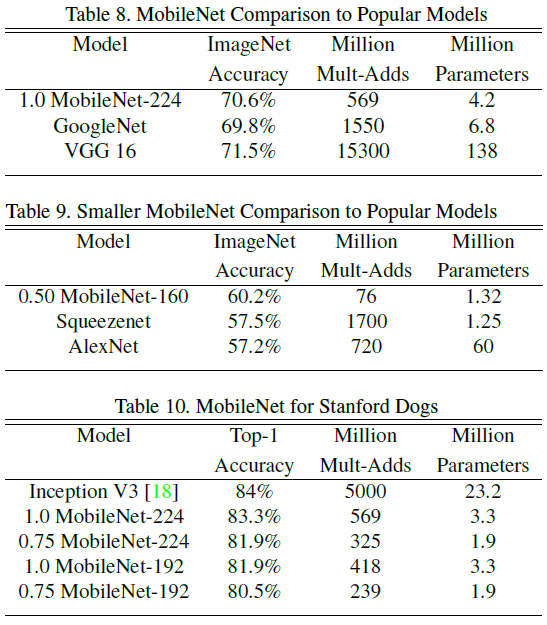 Table 8. MobileNet Comparison to Popular Models
Model ImageNet Million Million
Accuracy Mult-Adds Parameters
1.0 MobileNet-224 70.6% 569 4.2
GoogleNet 69.8% 1550 6.8
VGG 16 71.5% 15300 138
Table 9. Smaller MobileNet Comparison to Popular Models
Model ImageNet Million Million
Accuracy Mult-Adds Parameters
0.50 MobileNet-160 60.2% 76 1.32
Squeezenet 57.5% 1700 1.25
AlexNet 57.2% 720 60
Table 10. MobileNet for Stanford Dogs
Model Top-1 Million Million
Accuracy Mult-Adds Parameters
Inception V3 [18] 84% 5000 23.2
1.0 MobileNet-224 83.3% 569 3.3
0.75 MobileNet-224 81.9% 325 1.9
1.0 MobileNet-192 81.9% 418 3.3
0.75 MobileNet-192 80.5% 239 1.9